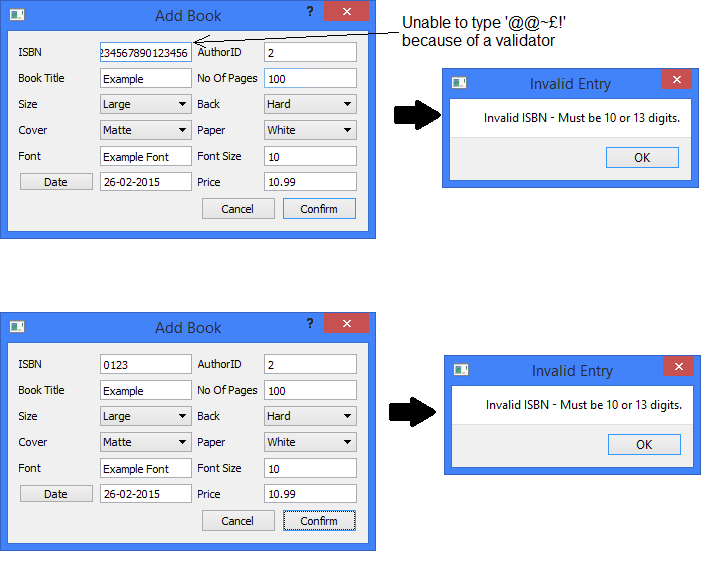 Add Book
?
Unable to type '@@~£!'
because of a validator
ISBN 234567890123456 AuthorID 2
Book Title Example No Of Pages 100
Size Large Back Hard
Cover Matte Paper White
Font Example Font Font Size 10
Date 26-02-2015 Price 10.99
Cancel Confirm
Invalid Entry
Invalid ISBN - Must be 10 or 13 digits.
OK
Add Book
?
ISBN 0123 AuthorID 2
Book Title Example No Of Pages 100
Size Large Back Hard
Cover Matte Paper White
Font Example Font Font Size 10
Date 26-02-2015 Price 10.99
Cancel Confirm
Invalid Entry
Invalid ISBN - Must be 10 or 13 digits.
OK